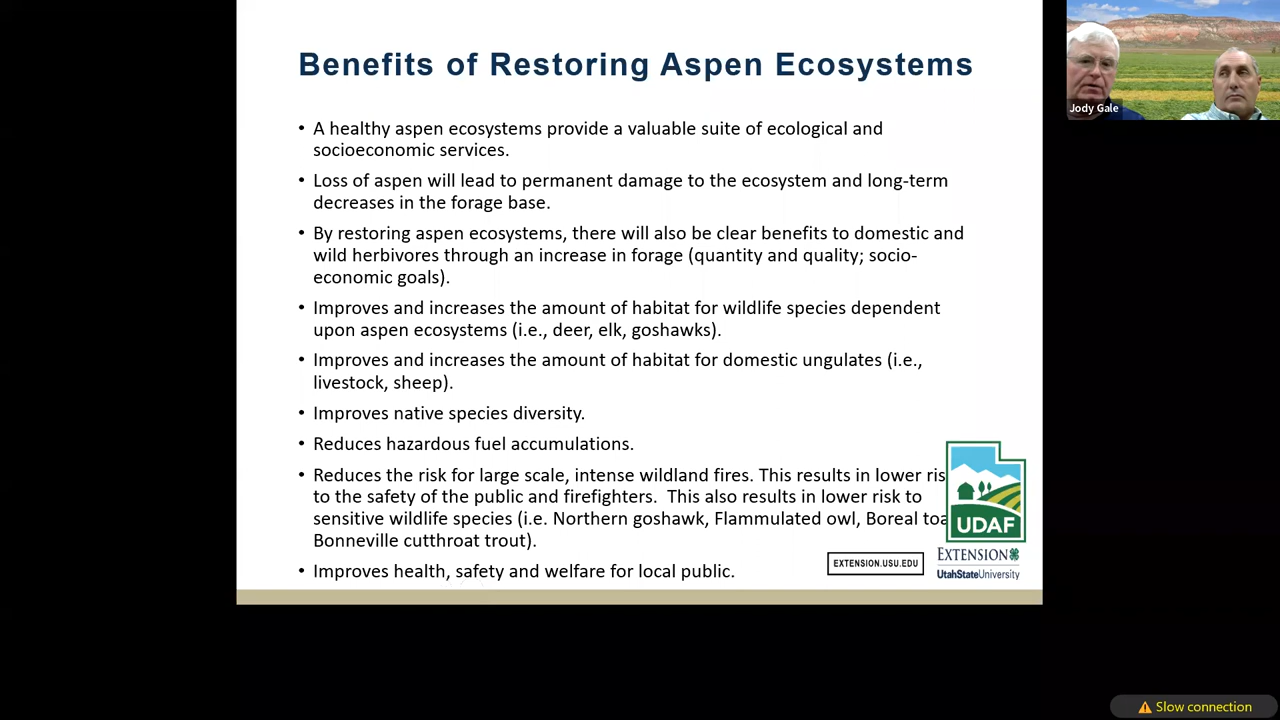 Benefits of Restoring Aspen Ecosystems
• A healthy aspen ecosystems provide a valuable suite of ecological and
socioeconomic services.
• Loss of aspen will lead to permanent damage to the ecosystem and long-term
decreases in the forage base.
• By restoring aspen ecosystems, there will also be clear benefits to domestic and
wild herbivores through an increase in forage (quantity and quality; socio-
economic goals).
• Improves and increases the amount of habitat for wildlife species dependent
upon aspen ecosystems (i.e., deer, elk, goshawks).
• Improves and increases the amount of habitat for domestic ungulates (i.e.,
livestock, sheep).
• Improves native species diversity.
• Reduces hazardous fuel accumulations.
• Reduces the risk for large scale, intense wildland fires. This results in lower ris
to the safety of the public and firefighters. This also results in lower risk to
sensitive wildlife species (i.e. Northern goshawk, Flammulated owl, Boreal toa
Bonneville cutthroat trout).
• Improves health, safety and welfare for local public.
UDAF
EXTENSION.USU.EDU
EXTENSION
UtahStateUniversity
Jody Gale
Slow connection